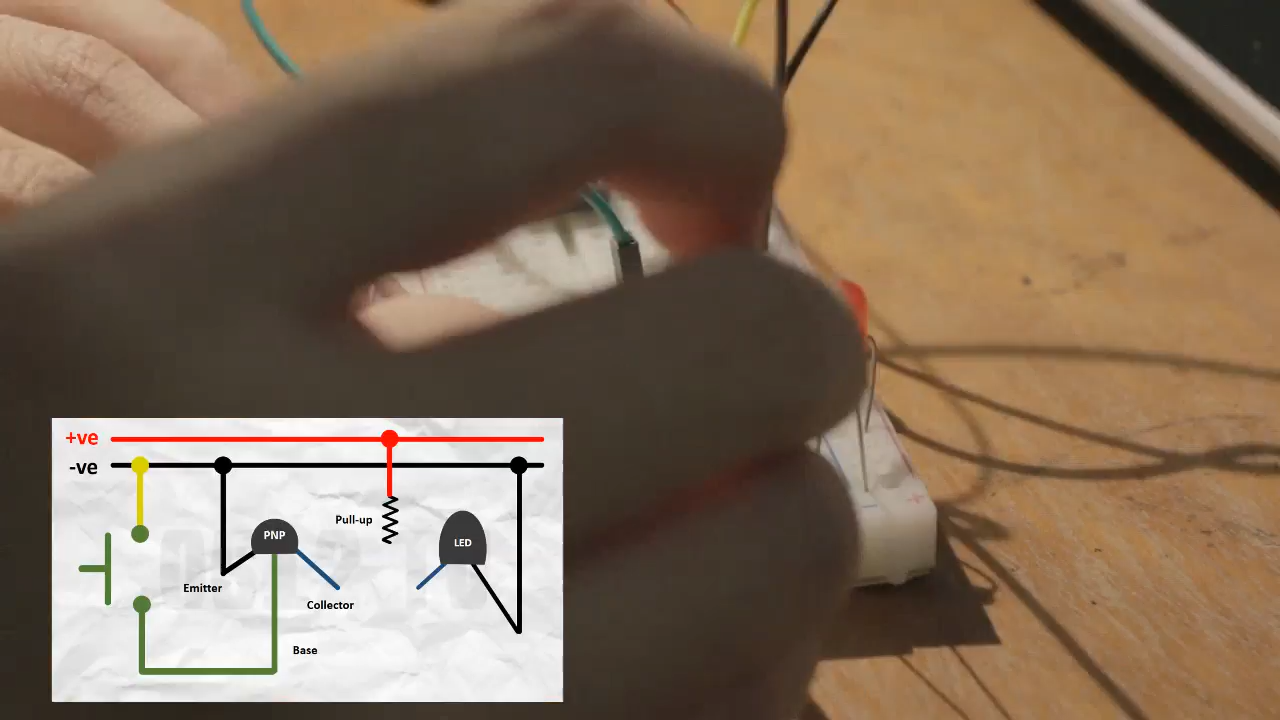 +ve
-ve
Pull-up
PNP
LED
Emitter
Collector
Base